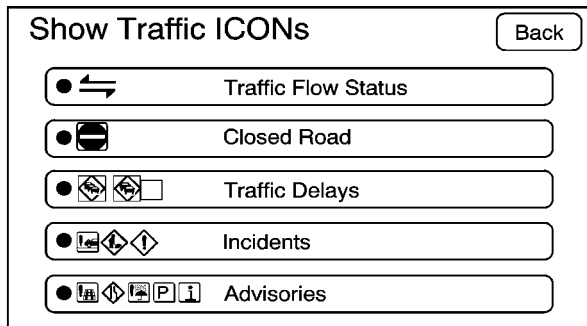 Show Traffic ICONs
Back
Traffic Flow Status
Closed Road
Traffic Delays
! ! Incidents
! ! P i Advisories